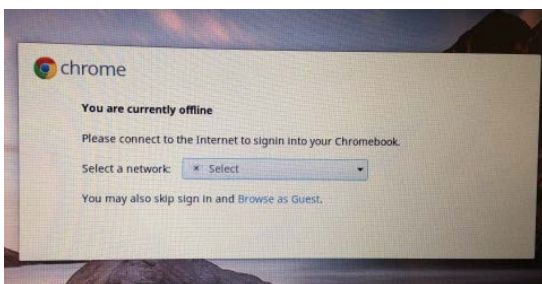 chrome
You are currently offline
Please connect to the Internet to signin into your Chromebook.
Select a network: × Select
You may also skip sign in and Browse as Guest.